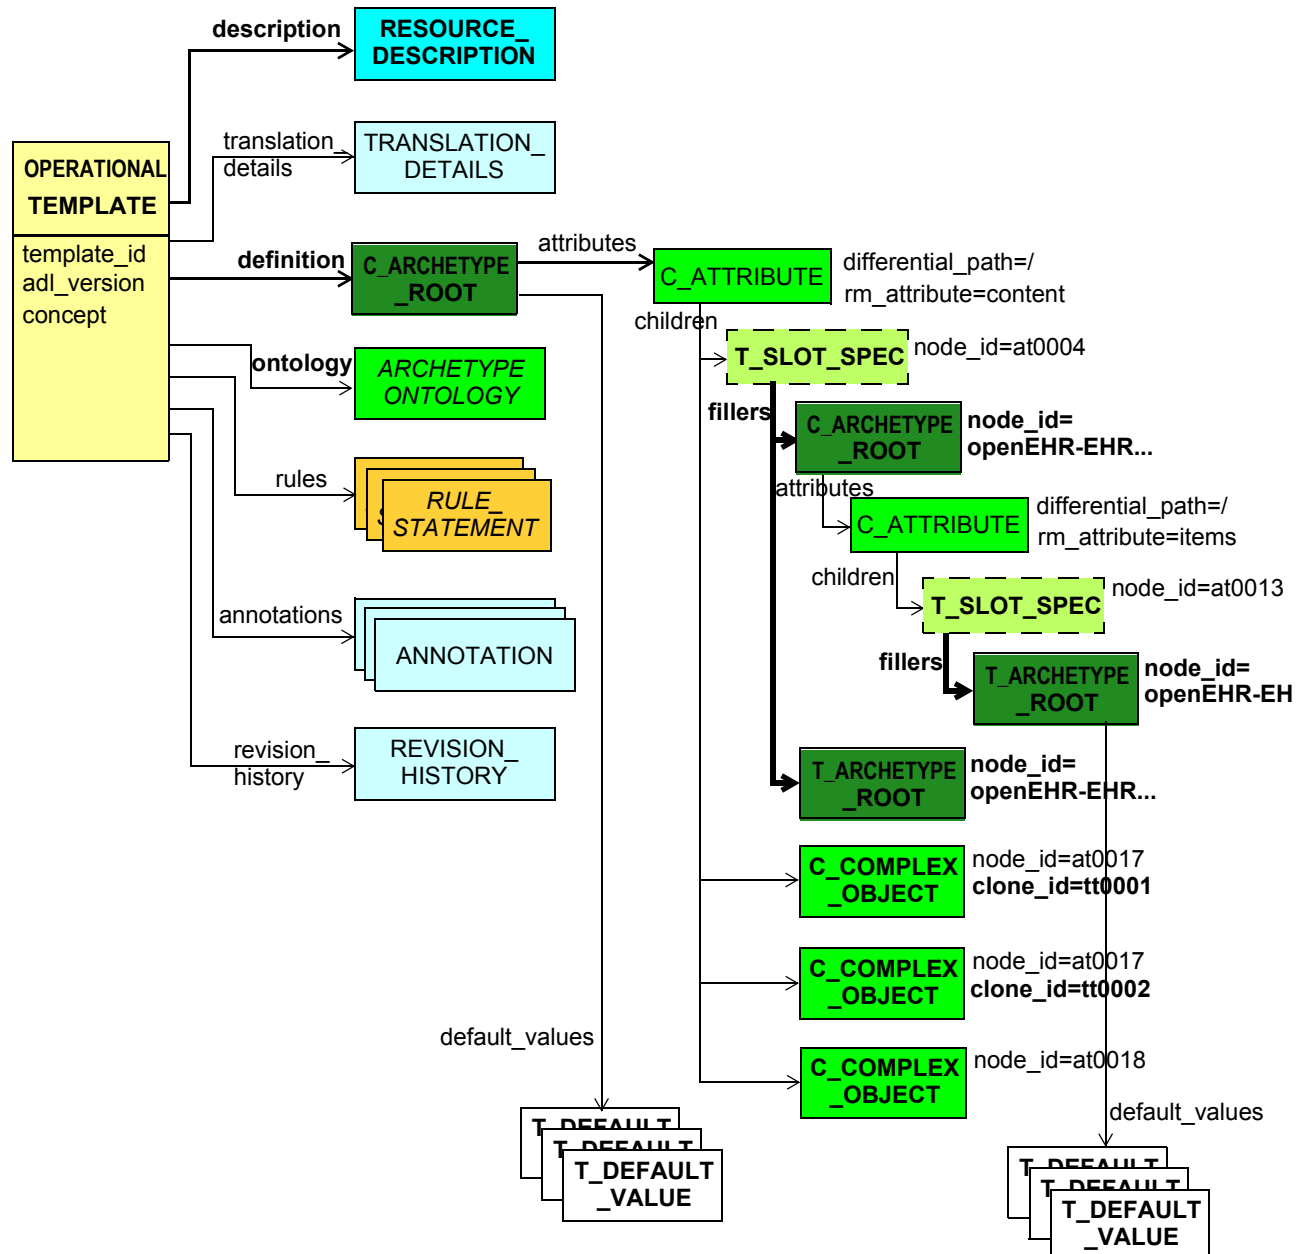 description
RESOURCE_
DESCRIPTION
translation_
details
TRANSLATION_
DETAILS
OPERATIONAL
TEMPLATE
template_id
adl_version
concept
definition
C_ARCHETYPE
_ROOT
attributes
C_ATTRIBUTE
differential_path=/
rm_attribute=content
children
T_SLOT_SPEC
node_id=at0004
ontology
ARCHETYPE
ONTOLOGY
fillers
C_ARCHETYPE
_ROOT
node_id=
openEHR-EHR...
rules
RULE_
STATEMENT
attributes
C_ATTRIBUTE
differential_path=/
rm_attribute=items
children
T_SLOT_SPEC
node_id=at0013
annotations
ANNOTATION
fillers
T_ARCHETYPE
_ROOT
node_id=
openEHR-EH
revision_
history
REVISION_
HISTORY
T_ARCHETYPE
_ROOT
node_id=
openEHR-EHR...
C_COMPLEX
_OBJECT
node_id=at0017
clone_id=tt0001
C_COMPLEX
_OBJECT
node_id=at0017
clone_id=tt0002
default_values
C_COMPLEX
_OBJECT
node_id=at0018
default_values
T_DEFAULT
T_DEFAULT
T_DEFAULT
_VALUE
T_DEFAULT
T_DEFAULT
T_DEFAULT
_VALUE